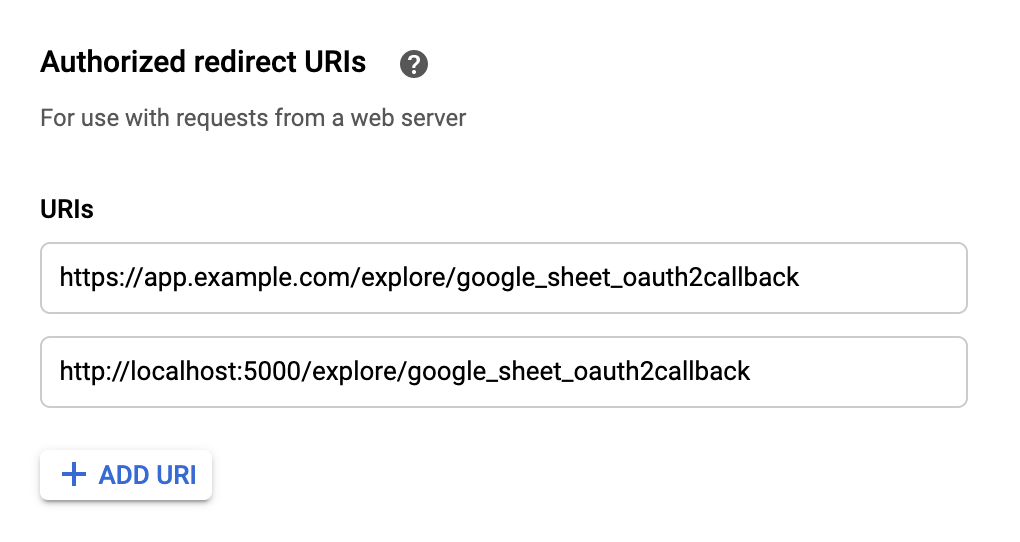 Authorized redirect URIs ?
For use with requests from a web server
URIs
https://app.example.com/explore/google_sheet_oauth2callback
http://localhost:5000/explore/google_sheet_oauth2callback
+ ADD URI